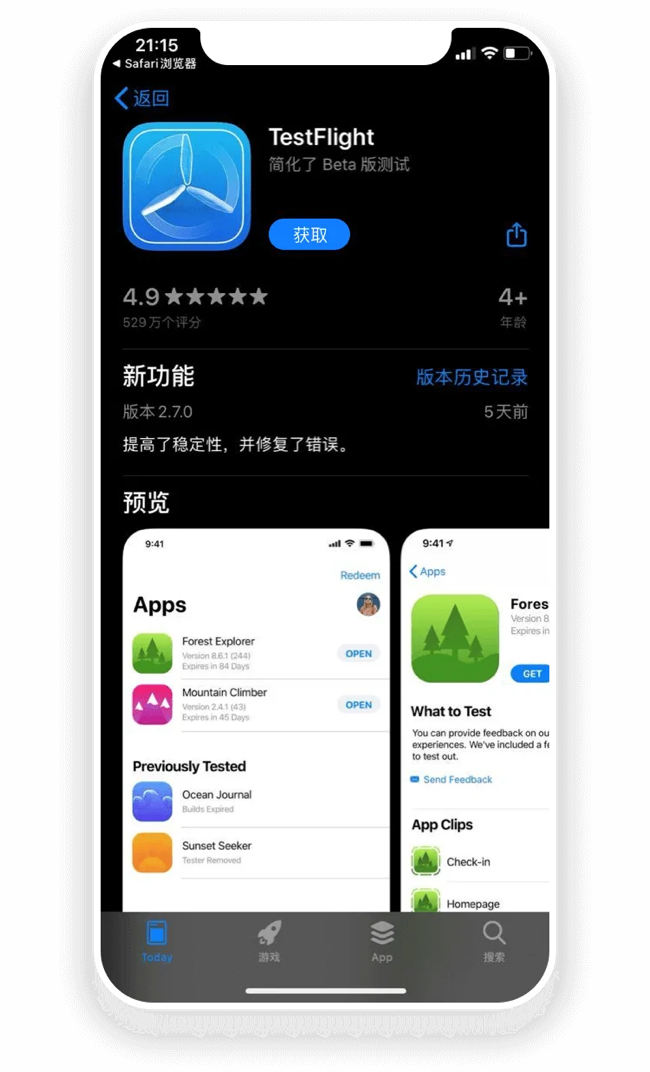 21:15
◀ Safari浏览器
返回
TestFlight
简化了 Beta 版测试
获取
4.9★★★★★
4+
529万个评分
年龄
新功能
版本历史记录
版本 2.7.0
5天前
提高了稳定性，并修复了错误。
预览
9:41
Redeem
Apps
Forest Explorer
Version 8.6.1 (244)
Expires in 84 Days
OPEN
Mountain Climber
Version 2.4.1 (43)
Expires in 45 Days
OPEN
Previously Tested
Ocean Journal
Builds Expired
Sunset Seeker
Tester Removed
9:41
Apps
Fores
Version 8
Expires in
GET
What to Test
You can provide feedback on ou
experiences. We've included a fe
to test out.
Send Feedback
App Clips
Check-in
Homepage
Today
游戏
App
搜索